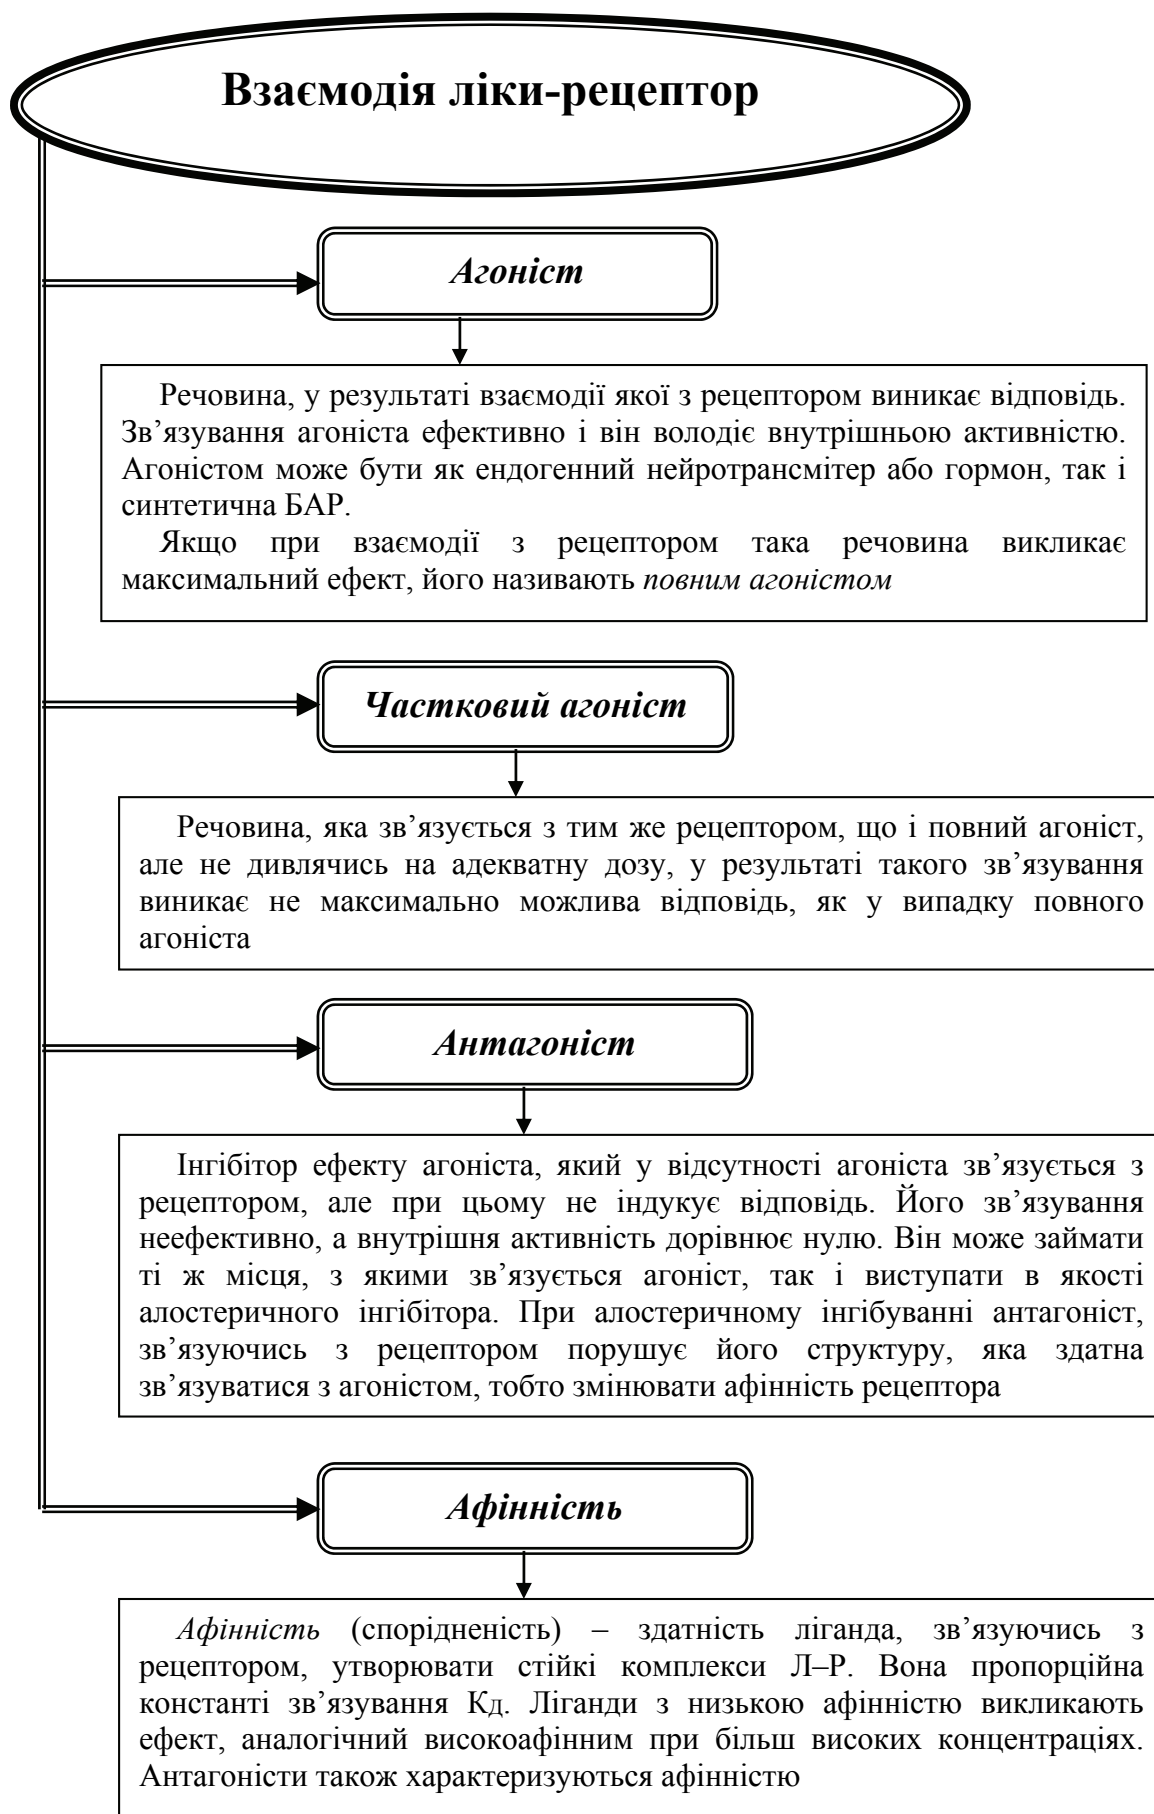 Взаємодія ліки-рецептор
Агоніст
Речовина, у результаті взаємодії якої з рецептором виникає відповідь.
Зв’язування агоніста ефективно і він володіє внутрішньою активністю.
Агоністом може бути як ендогенний нейротрансмітер або гормон, так і
синтетична БАР.
Якщо при взаємодії з рецептором така речовина викликає
максимальний ефект, його називають повним агоністом
Частковий агоніст
Речовина, яка зв’язується з тим же рецептором, що і повний агоніст,
але не дивлячись на адекватну дозу, у результаті такого зв’язування
виникає не максимально можлива відповідь, як у випадку повного
агоніста
Антагоніст
Інгібітор ефекту агоніста, який у відсутності агоніста зв’язується з
рецептором, але при цьому не індукує відповідь. Його зв’язування
неефективно, а внутрішня активність дорівнює нулю. Він може займати
ті ж місця, з якими зв’язується агоніст, так і виступати в якості
алостеричного інгібітора. При алостеричному інгібуванні антагоніст,
зв’язуючись з рецептором порушує його структуру, яка здатна
зв’язуватися з агоністом, тобто змінювати афінність рецептора
Афінність
Афінність (спорідненість) – здатність ліганда, зв’язуючись з
рецептором, утворювати стійкі комплекси Л–Р. Вона пропорційна
константі зв’язування Кд. Ліганди з низькою афінністю викликають
ефект, аналогічний високоафінним при більш високих концентраціях.
Антагоністи також характеризуються афінністю